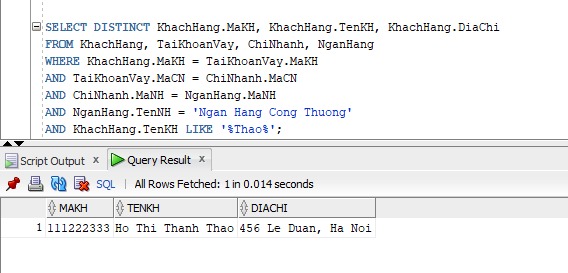 SELECT DISTINCT KhachHang.MaKH, KhachHang.TenKH, KhachHang.DiaChi
FROM KhachHang, TaiKhoanVay, ChiNhanh, NganHang
WHERE KhachHang.MaKH = TaiKhoanVay.MaKH
AND TaiKhoanVay.MaCN = ChiNhanh.MaCN
AND ChiNhanh.MaNH = NganHang.MaNH
AND NganHang.TenNH = 'Ngan Hang Cong Thuong'
AND KhachHang.TenKH LIKE '%Thao%';
Script Output x Query Result x
SQL | All Rows Fetched: 1 in 0.014 seconds
MAKH TENKH DIACHI
1 111222333 Ho Thi Thanh Thao 456 Le Duan, Ha Noi